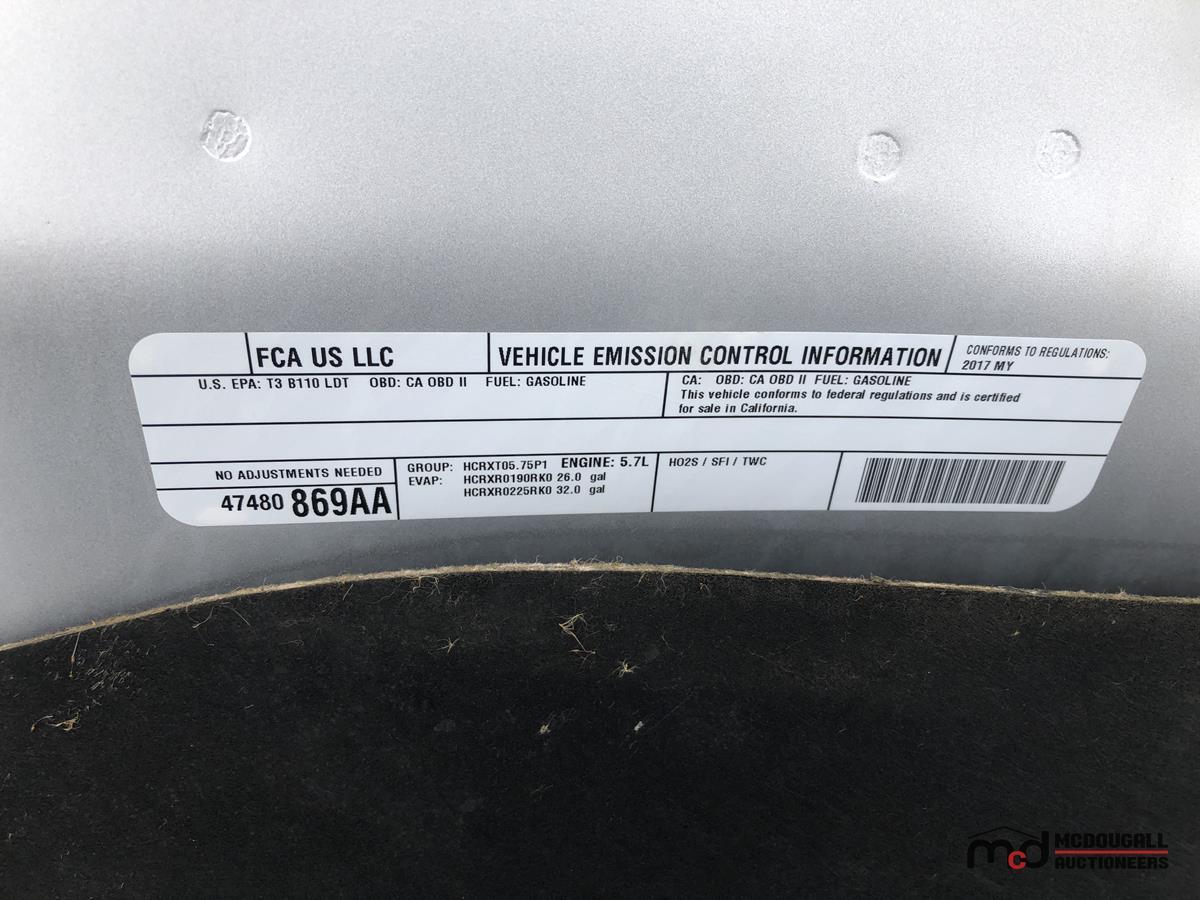 FCA US LLC
VEHICLE EMISSION CONTROL INFORMATION
CONFORMS TO REGULATIONS:
2017 MY
U.S. EPA: T3 B110 LDT OBD: CA OBD II FUEL: GASOLINE
CA: OBD: CA OBD II FUEL: GASOLINE
This vehicle conforms to federal regulations and is certified
for sale in California.
NO ADJUSTMENTS NEEDED
47480 869AA
GROUP: HCRXT05.75P1 ENGINE: 5.7L
EVAP: HCRXR0190RK0 26.0 gal
HCRXR0225RK0 32.0 gal
HO2S / SFI / TWC
mcd
MCDOUGALL
AUCTIONEERS